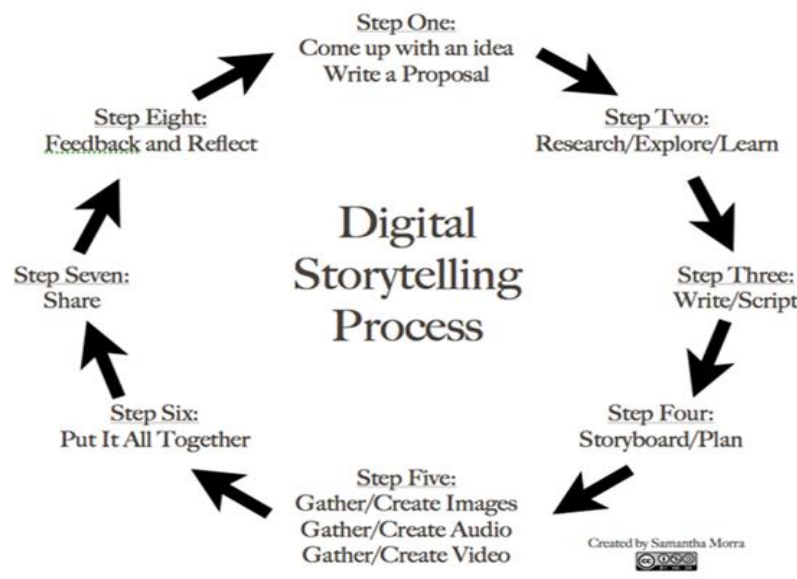 Step One:
Come up with an idea
Write a Proposal
Step Two:
Research/Explore/Learn
Step Three:
Write/Script
Step Four:
Storyboard/Plan
Step Five:
Gather/Create Images
Gather/Create Audio
Gather/Create Video
Step Six:
Put It All Together
Step Seven:
Share
Step Eight:
Feedback and Reflect
Digital
Storytelling
Process
Created by Samantha Morra